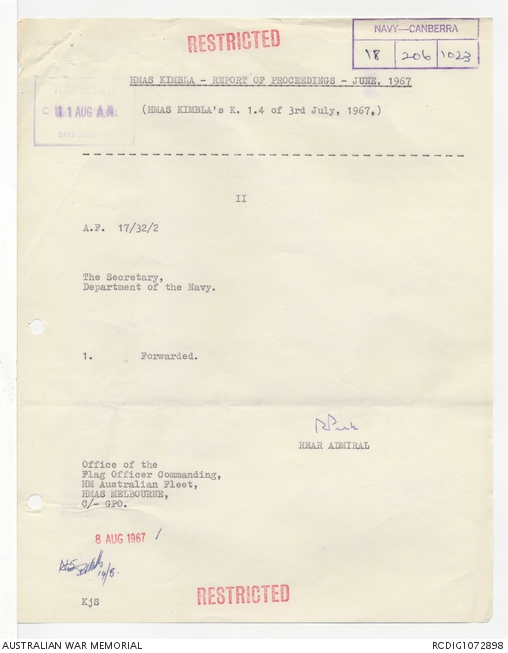 RESTRICTED
NAVY—CANBERRA
18 206 1023
HMAS KIMBLA - REPORT OF PROCEEDINGS - JUNE, 1967
1 AUG A.M.
(HMAS KIMBLA's K. 1.4 of 3rd July, 1967.)
II
A.F. 17/32/2
The Secretary,
Department of the Navy.
1. Forwarded.
REAR ADMIRAL
Office of the
Flag Officer Commanding,
HM Australian Fleet,
HMAS MELBOURNE,
C/- GPO.
8 AUG 1967
RESTRICTED
KjS
AUSTRALIAN WAR MEMORIAL
RCDIG1072898